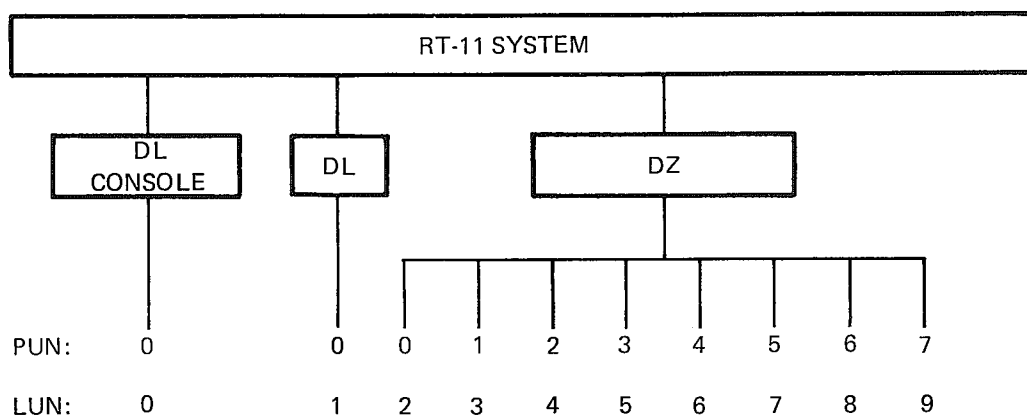 RT-11 SYSTEM
DL
CONSOLE
DL
DZ
PUN: 0 0 0 1 2 3 4 5 6 7
LUN: 0 1 2 3 4 5 6 7 8 9